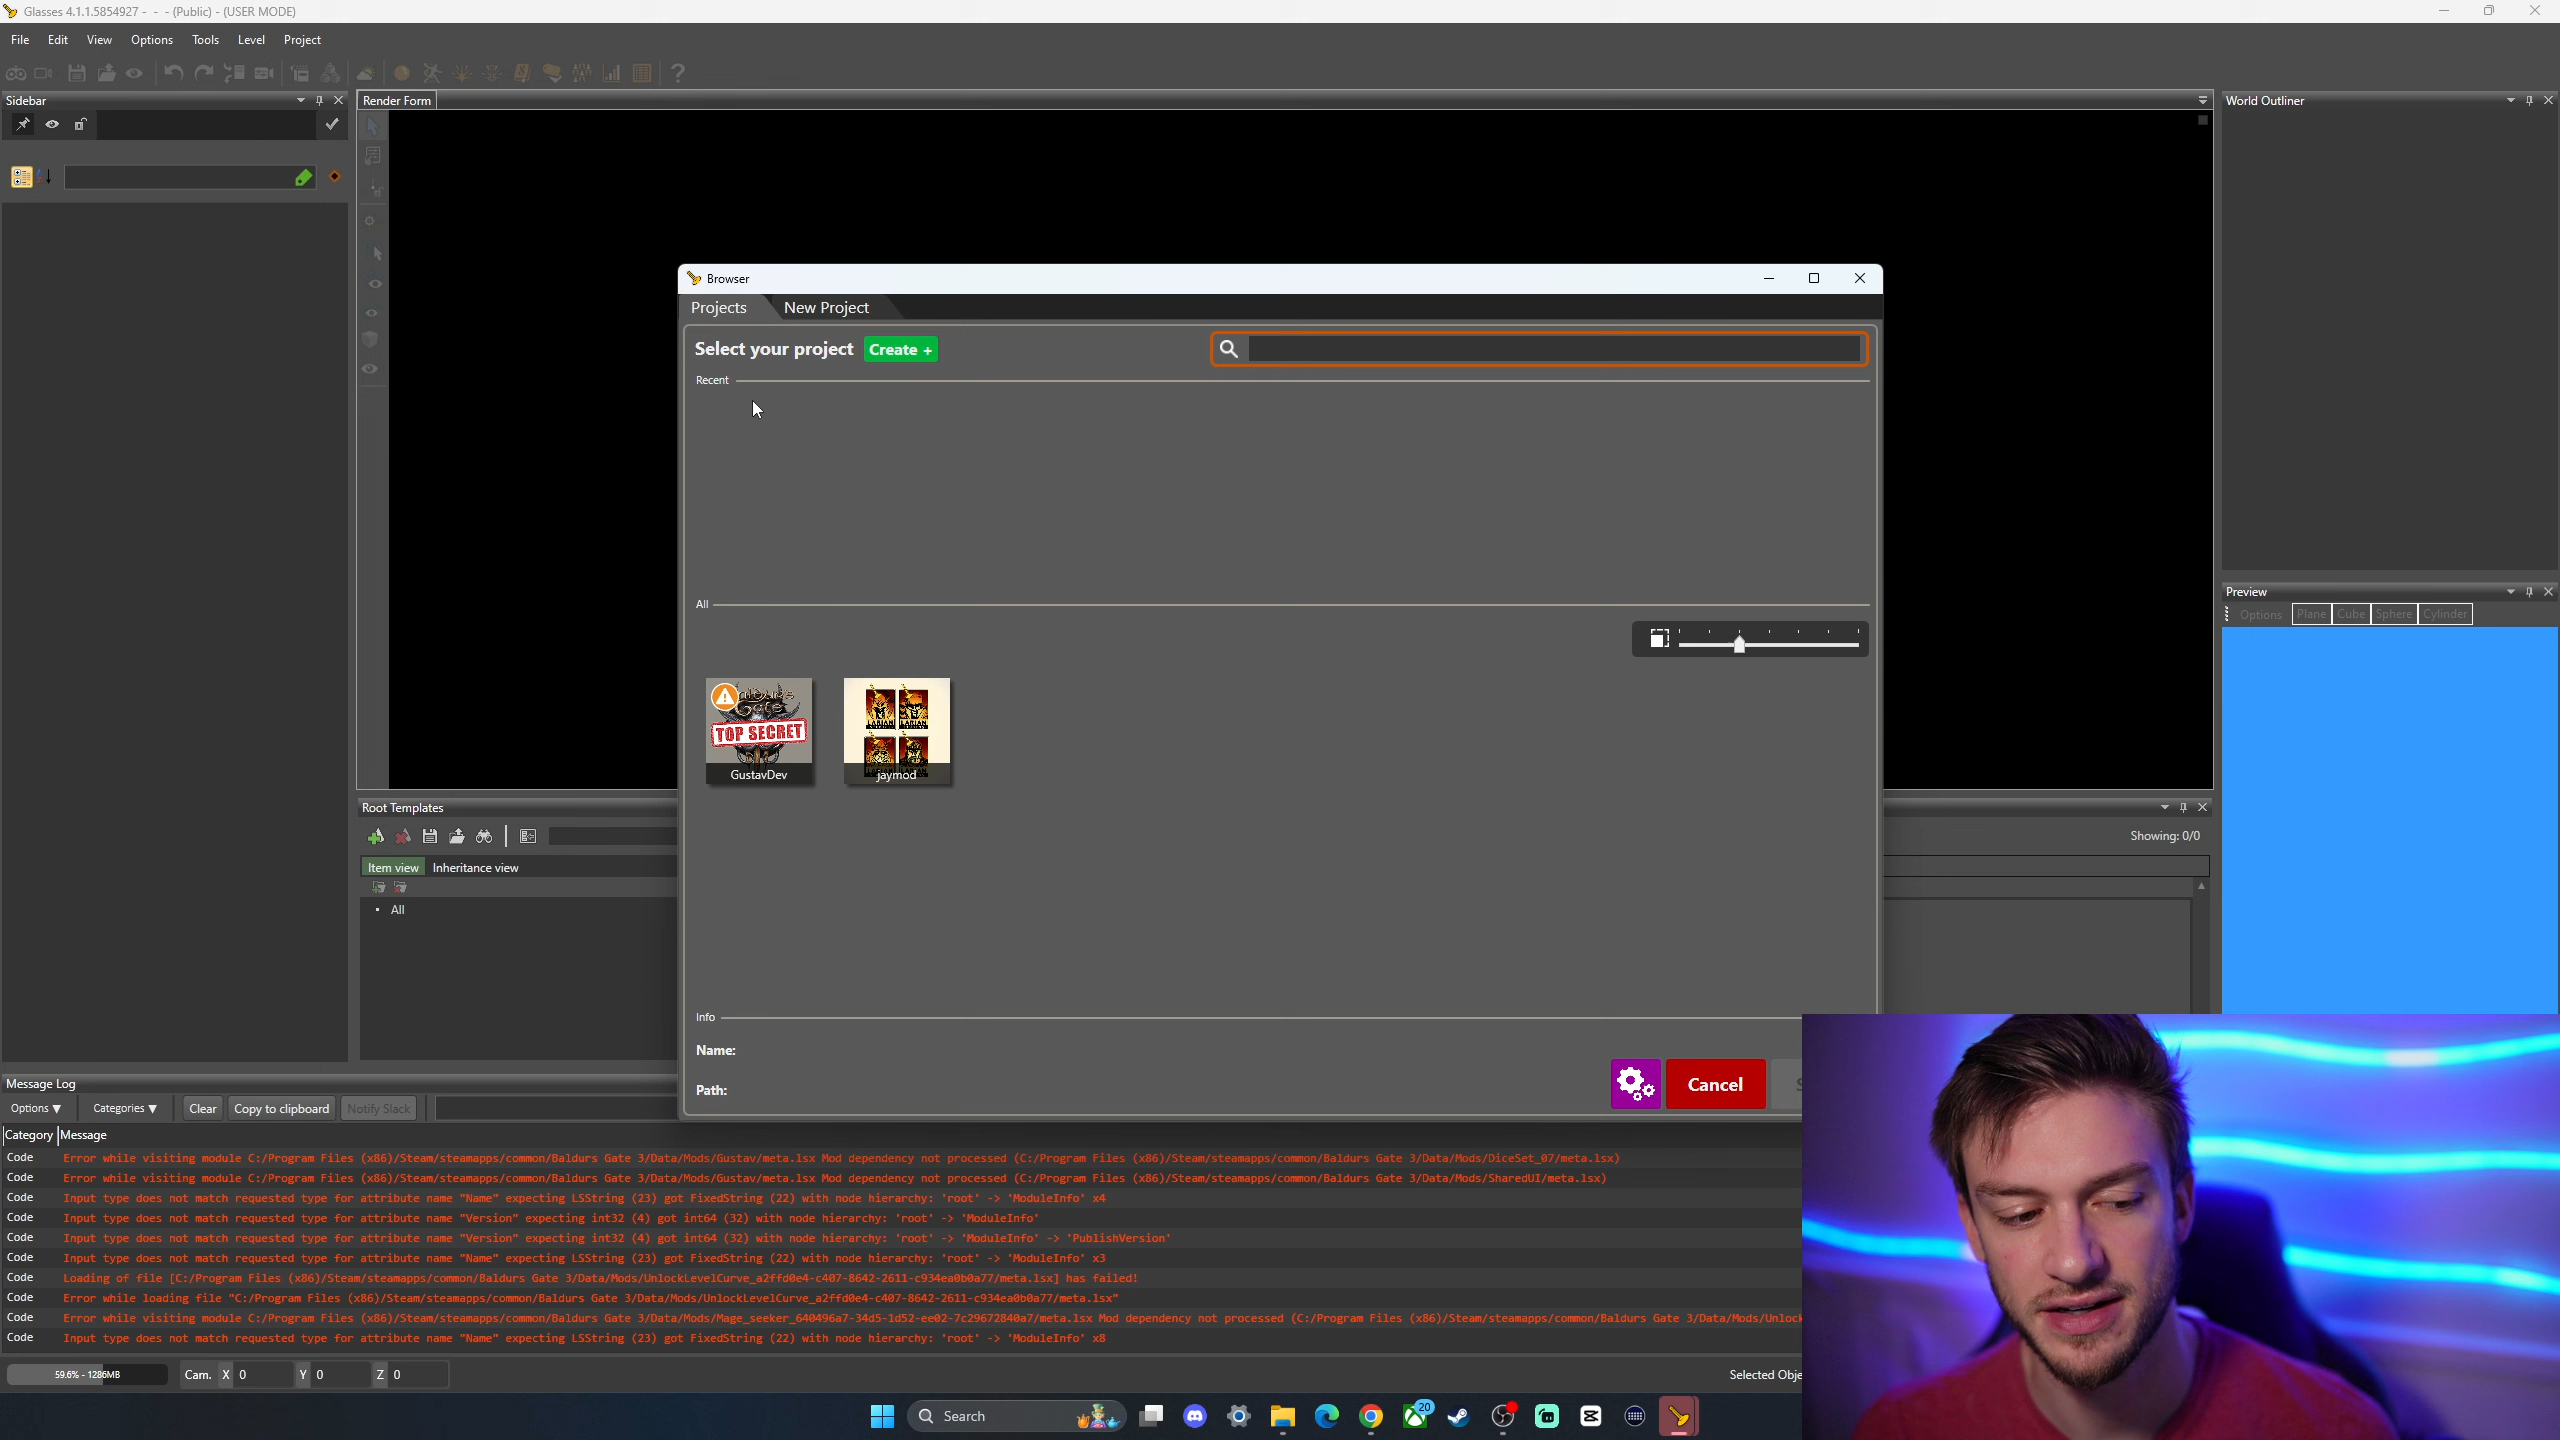 Glasses 4.1.1.5854927 - - - (Public) - (USER MODE)
File Edit View Options Tools Level Project
Sidebar
Render Form
World Outliner
Browser
Projects New Project
Select your project Create +
Recent
All
TOP SECRET
GustavDev
jaymod
Preview
Options Plane Cube Sphere Cylinder
Root Templates
Showing: 0/0
Item view Inheritance view
All
Info
Name:
Path:
Cancel
Message Log
Options Categories Clear Copy to clipboard Notify Slack
Category Message
Code Error while visiting module C:/Program Files (x86)/Steam/steamapps/common/Baldurs Gate 3/Data/Mods/Gustav/meta.lsx Mod dependency not processed (C:/Program Files (x86)/Steam/steamapps/common/Baldurs Gate 3/Data/Mods/DiceSet_07/meta.lsx)
Code Error while visiting module C:/Program Files (x86)/Steam/steamapps/common/Baldurs Gate 3/Data/Mods/Gustav/meta.lsx Mod dependency not processed (C:/Program Files (x86)/Steam/steamapps/common/Baldurs Gate 3/Data/Mods/SharedUI/meta.lsx)
Code Input type does not match requested type for attribute name "Name" expecting LSString (23) got FixedString (22) with node hierarchy: 'root' -> 'ModuleInfo' x4
Code Input type does not match requested type for attribute name "Version" expecting int32 (4) got int64 (32) with node hierarchy: 'root' -> 'ModuleInfo'
Code Input type does not match requested type for attribute name "Version" expecting int32 (4) got int64 (32) with node hierarchy: 'root' -> 'ModuleInfo' -> 'PublishVersion'
Code Input type does not match requested type for attribute name "Name" expecting LSString (23) got FixedString (22) with node hierarchy: 'root' -> 'ModuleInfo' x3
Code Loading of file [C:/Program Files (x86)/Steam/steamapps/common/Baldurs Gate 3/Data/Mods/UnlockLevelCurve_a2ffd0e4-c407-8642-2611-c934ea0b0a77/meta.lsx] has failed!
Code Error while loading file "C:/Program Files (x86)/Steam/steamapps/common/Baldurs Gate 3/Data/Mods/UnlockLevelCurve_a2ffd0e4-c407-8642-2611-c934ea0b0a77/meta.lsx"
Code Error while visiting module C:/Program Files (x86)/Steam/steamapps/common/Baldurs Gate 3/Data/Mods/Mage_seeker_640496a7-34d5-1d52-ee02-7c29672840a7/meta.lsx Mod dependency not processed (C:/Program Files (x86)/Steam/steamapps/common/Baldurs Gate 3/Data/Mods/Unlock
Code Input type does not match requested type for attribute name "Name" expecting LSString (23) got FixedString (22) with node hierarchy: 'root' -> 'ModuleInfo' x8
59.6% - 1286MB Cam. X 0 Y 0 Z 0 Selected Obje
Search 20